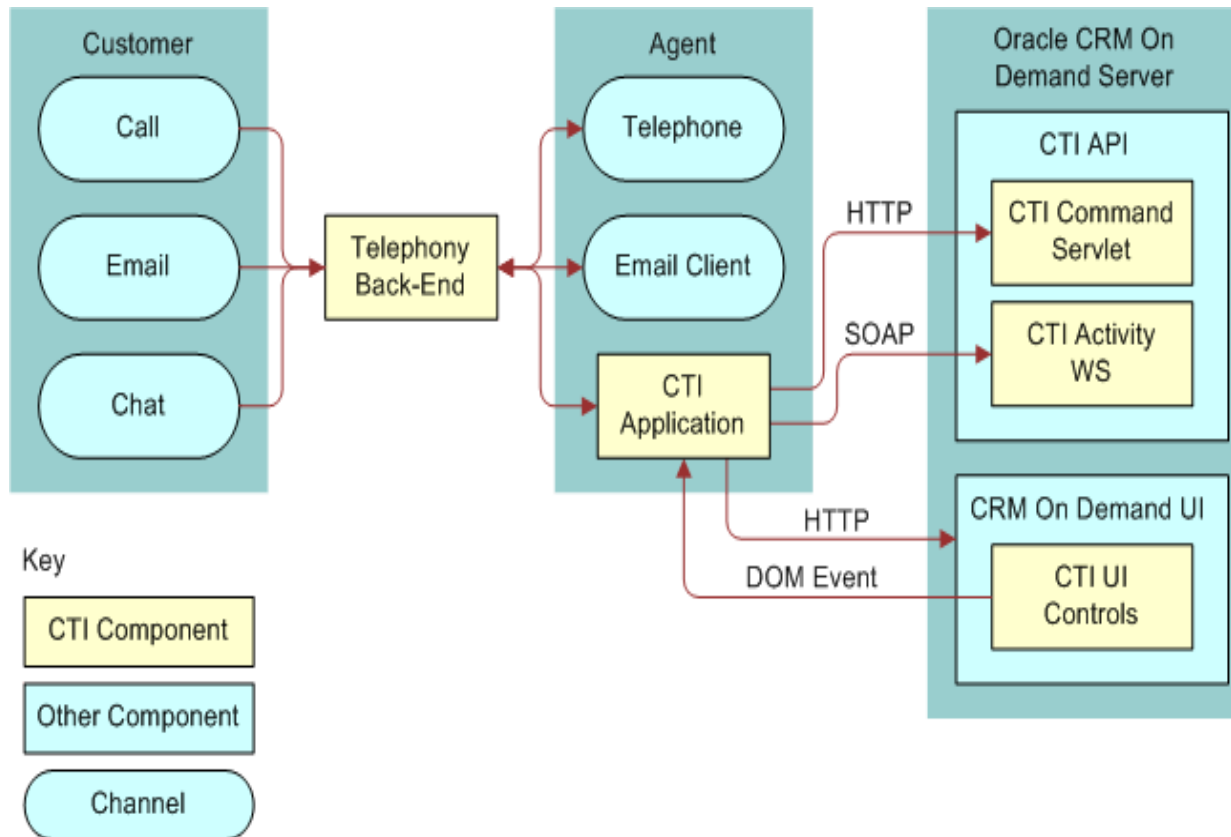 Customer
Call
Email
Chat
Telephony
Back-End
Agent
Telephone
Email Client
CTI
Application
HTTP
SOAP
HTTP
DOM Event
Oracle CRM On
Demand Server
CTI API
CTI Command
Servlet
CTI Activity
WS
CRM On Demand UI
CTI UI
Controls
Key
CTI Component
Other Component
Channel